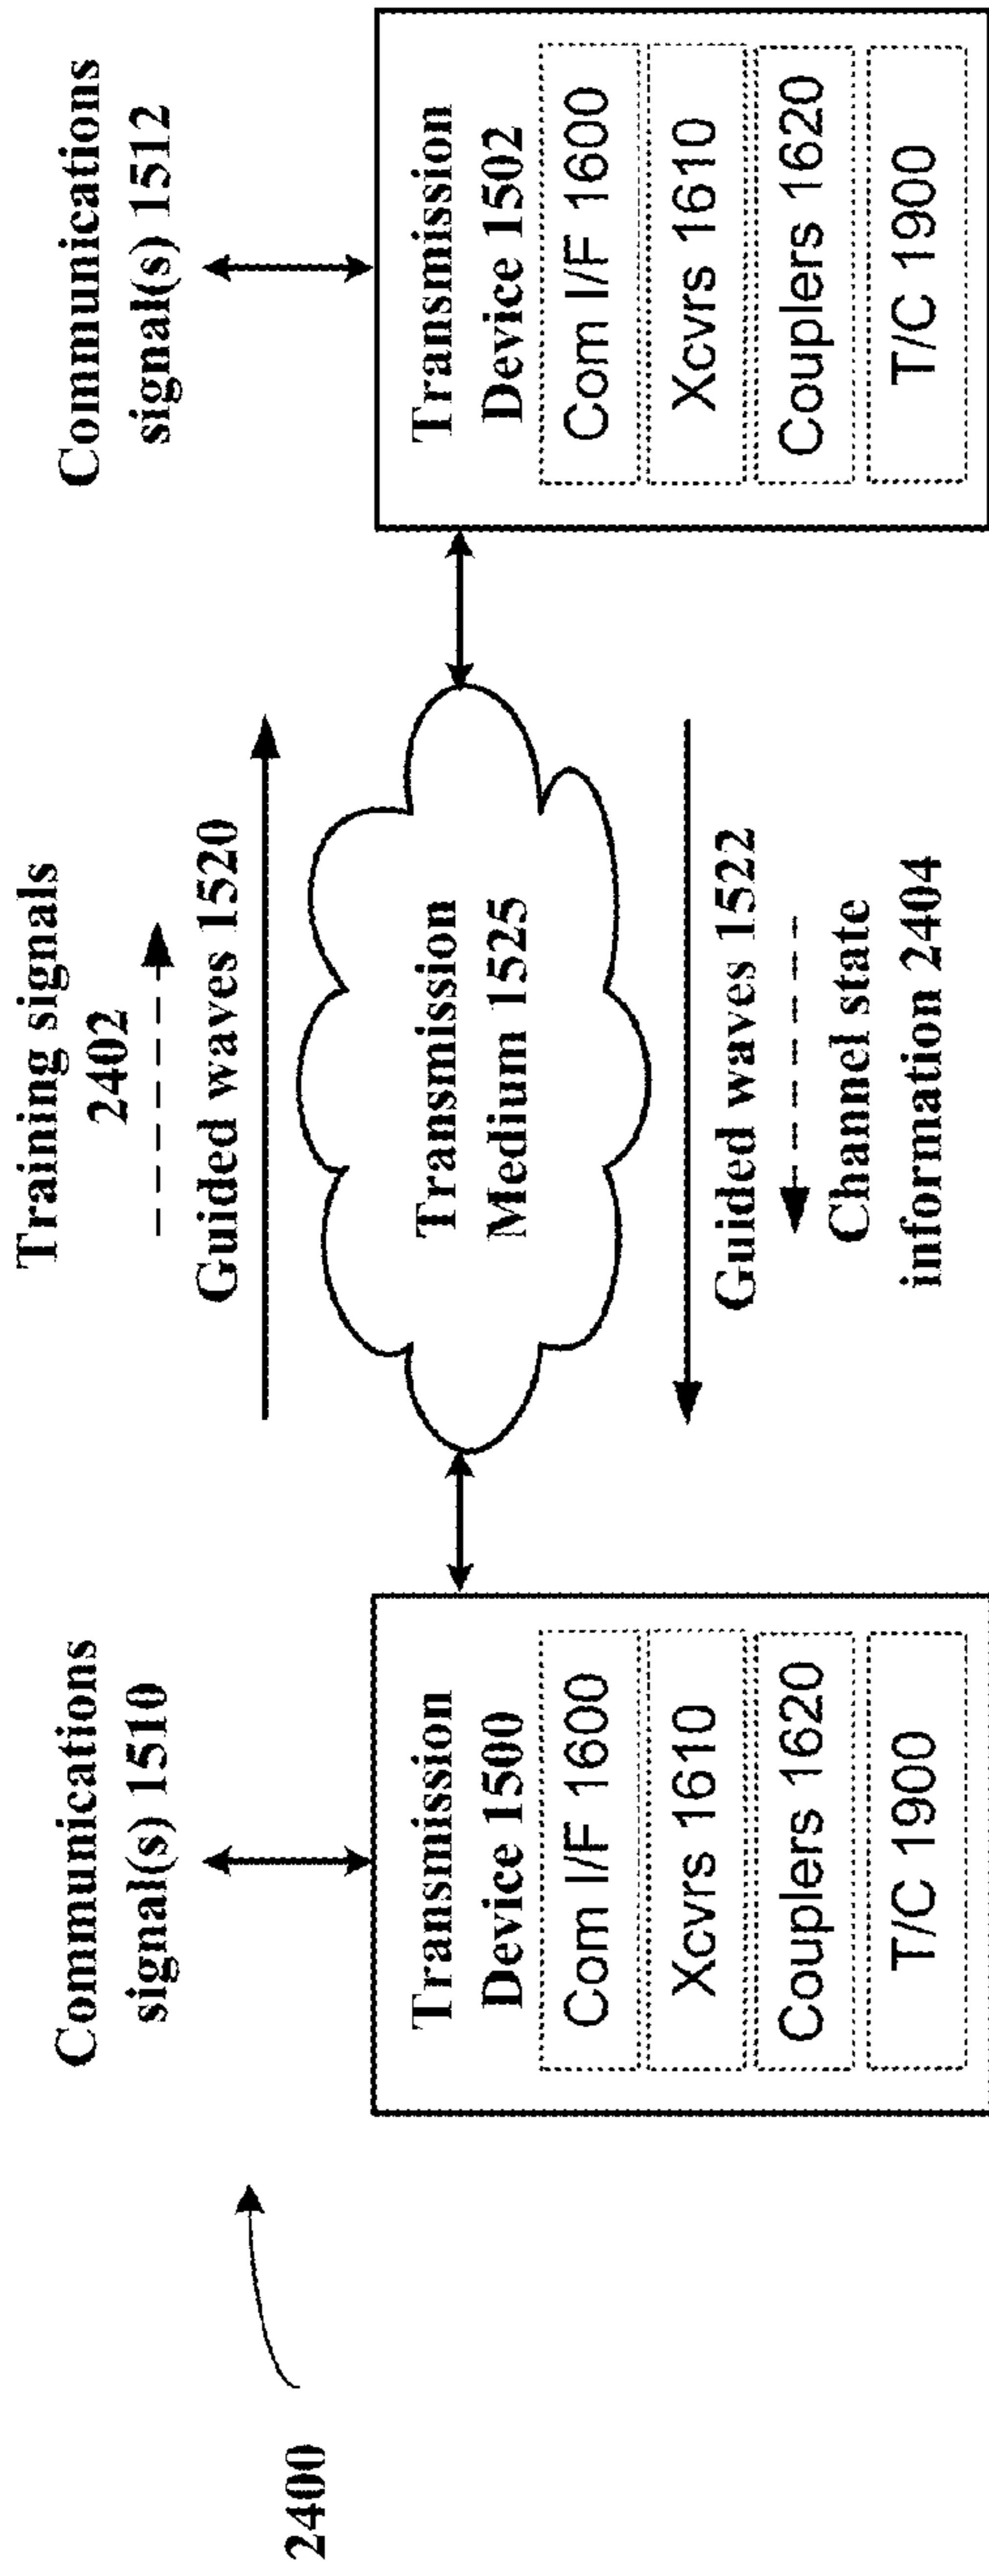 Training signals
2402
Communications
signal(s) 1510
Communications
signal(s) 1512
Guided waves 1520
2400
Transmission
Device 1500
Com I/F 1600
Xcvrs 1610
Couplers 1620
T/C 1900
Transmission
Medium 1525
Transmission
Device 1502
Com I/F 1600
Xcvrs 1610
Couplers 1620
T/C 1900
Guided waves 1522
Channel state
information 2404